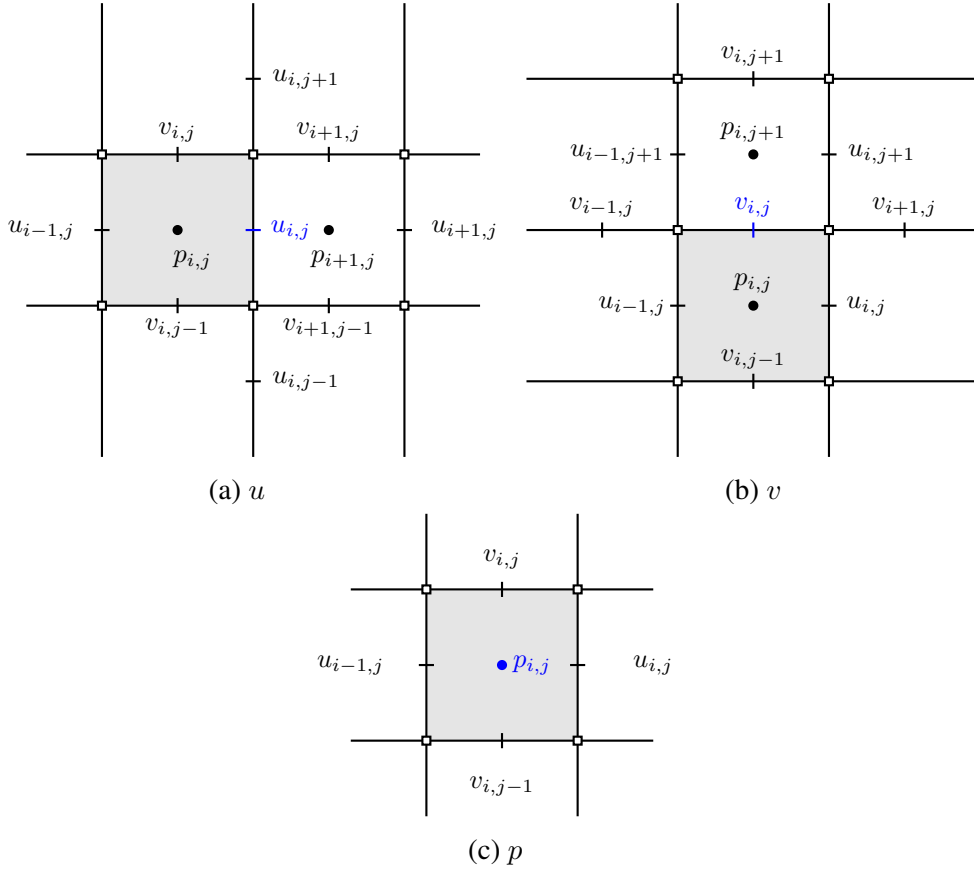 $u_{i,j+1}$
$v_{i,j}$ $v_{i+1,j}$
$u_{i-1,j}$ $u_{i,j}$ $u_{i+1,j}$
$p_{i,j}$ $p_{i+1,j}$
$v_{i,j-1}$ $v_{i+1,j-1}$
$u_{i,j-1}$
(a) $u$
$v_{i,j+1}$
$p_{i,j+1}$
$u_{i-1,j+1}$ $u_{i,j+1}$
$v_{i-1,j}$ $v_{i,j}$ $v_{i+1,j}$
$p_{i,j}$
$u_{i-1,j}$ $u_{i,j}$
$v_{i,j-1}$
(b) $v$
$v_{i,j}$
$u_{i-1,j}$ $p_{i,j}$ $u_{i,j}$
$v_{i,j-1}$
(c) $p$